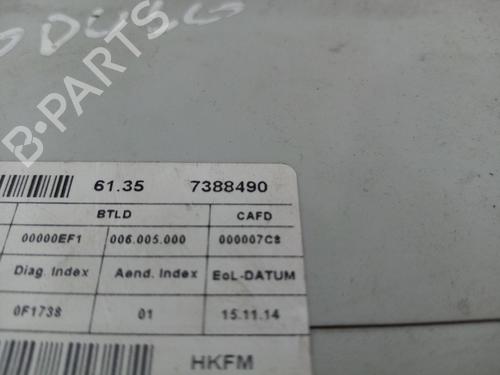 B-PARTS
61.35 7388490
BTLD CAFD
00000EF1 006.005.000 000007C8
Diag. Index Aend. Index EoL-DATUM
0F1738 01 15.11.14
HKFM